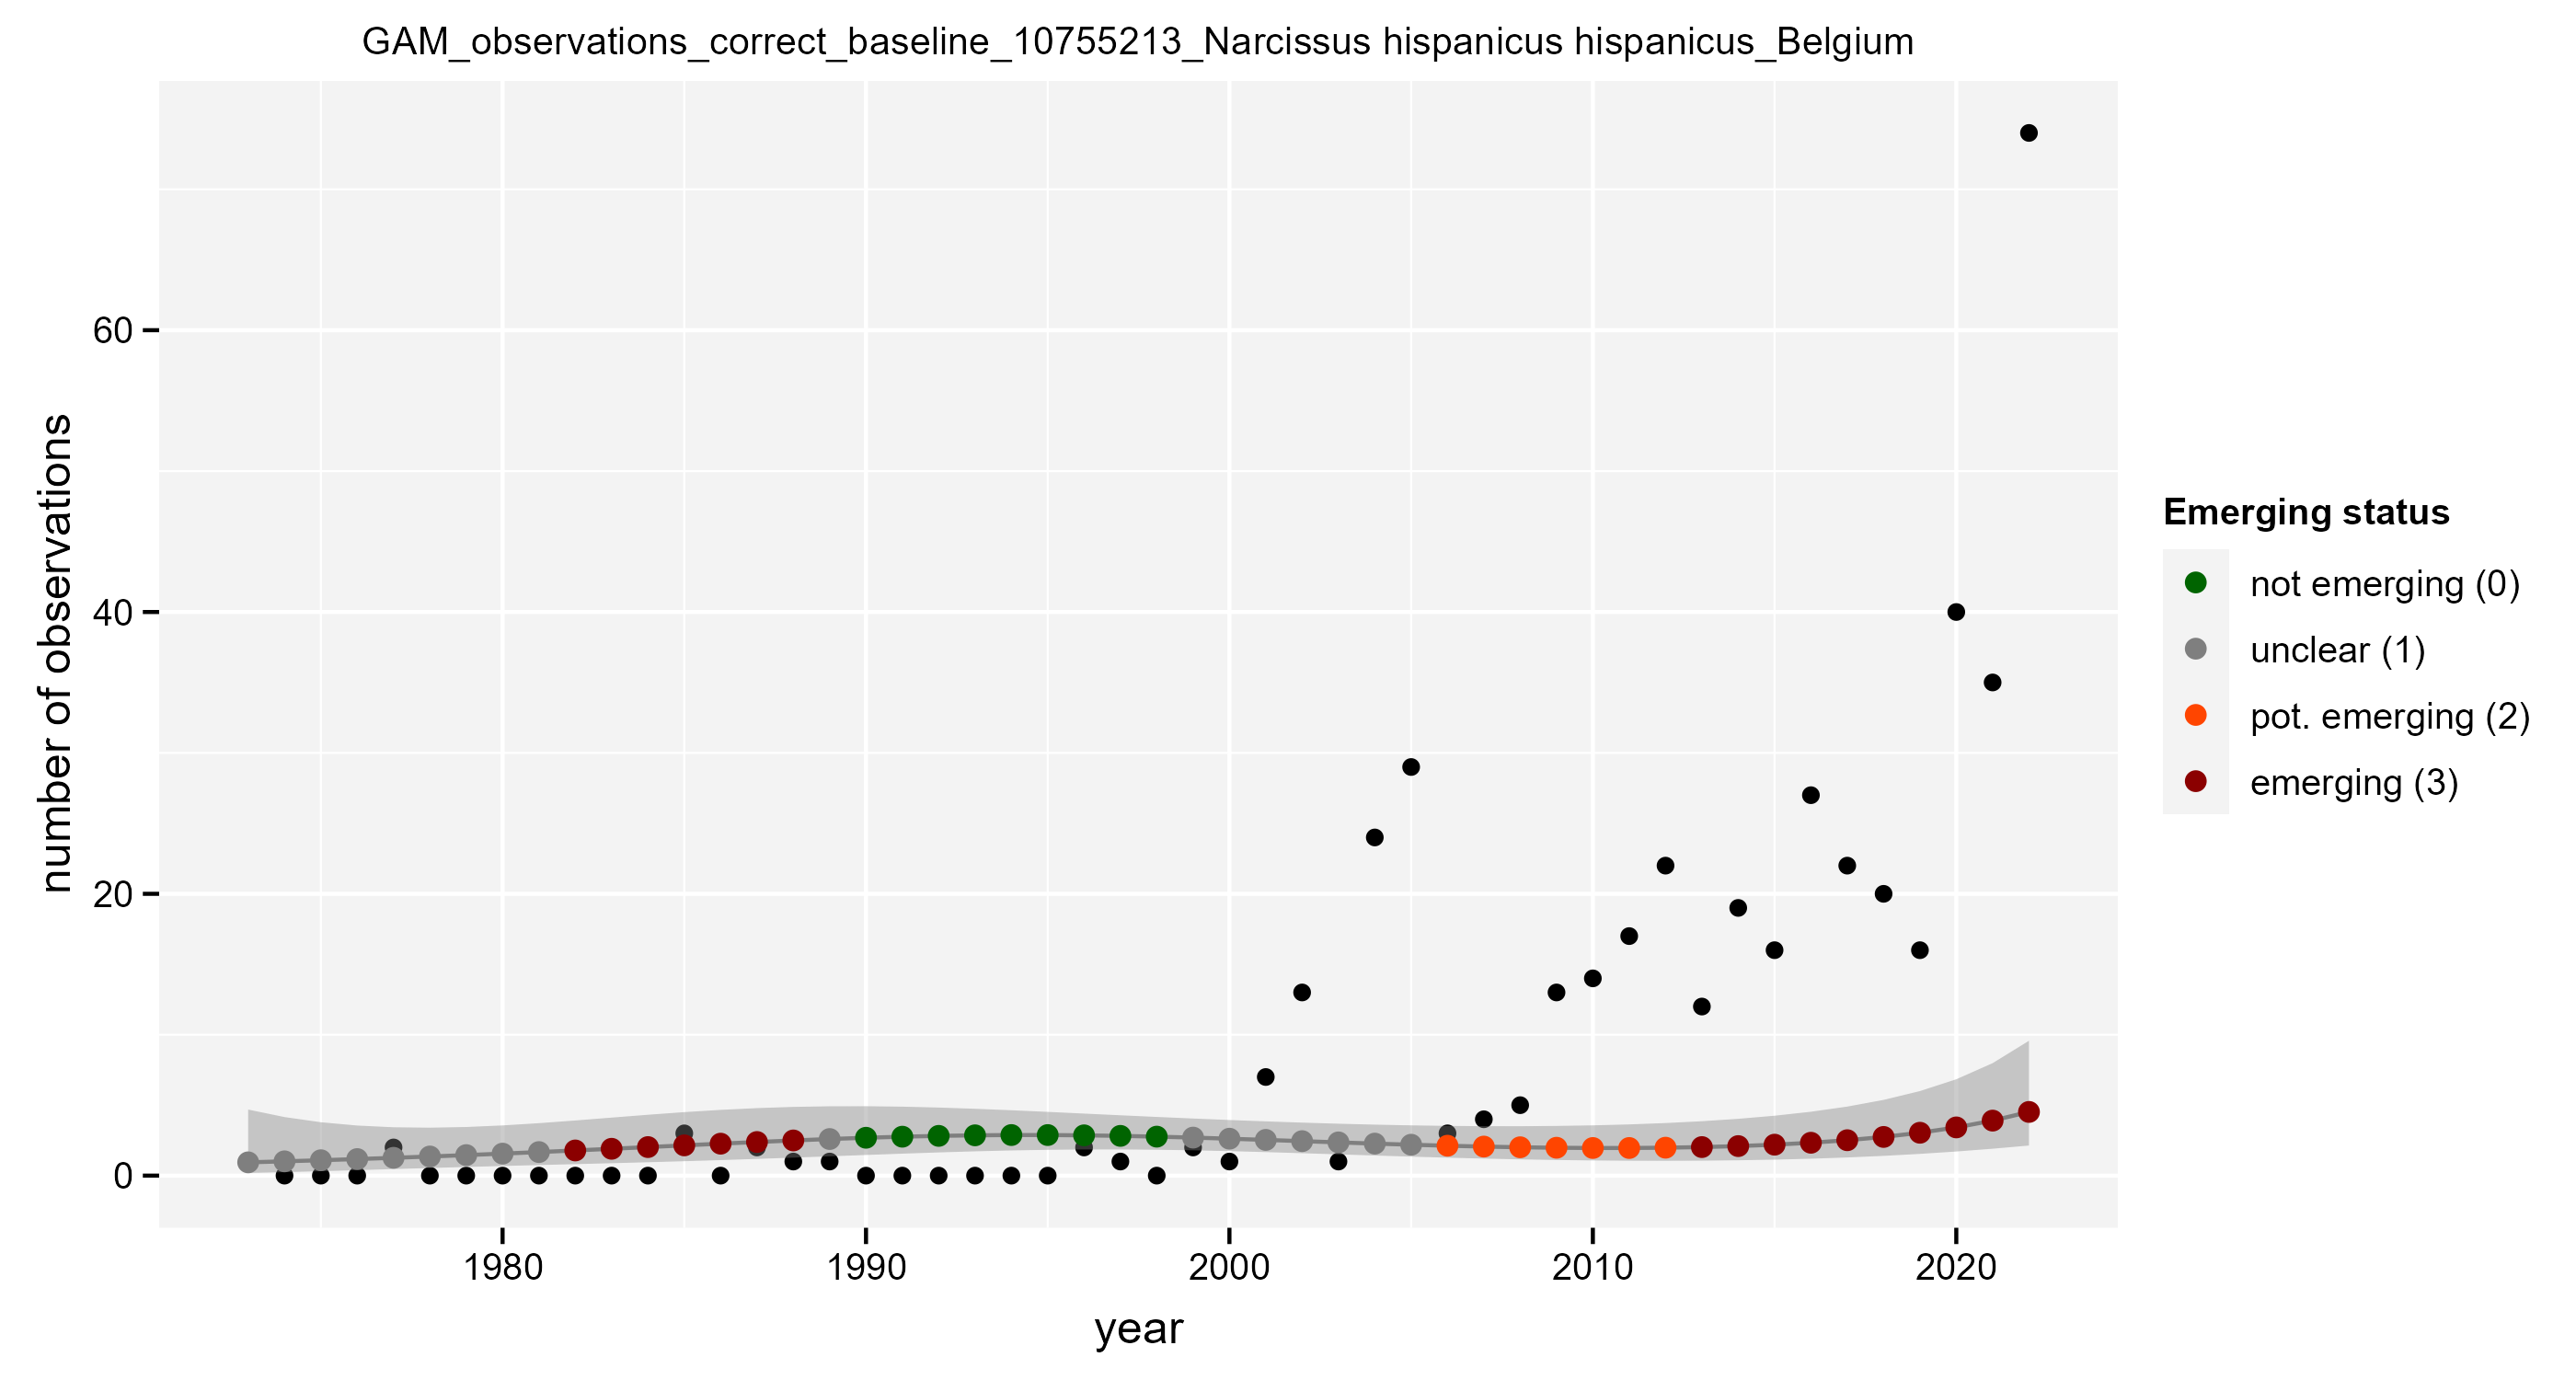 GAM_observations_correct_baseline_10755213_Narcissus hispanicus hispanicus_Belgium
number of observations
60
40
20
0
1980
1990
2000
2010
2020
year
Emerging status
not emerging (0)
unclear (1)
pot. emerging (2)
emerging (3)